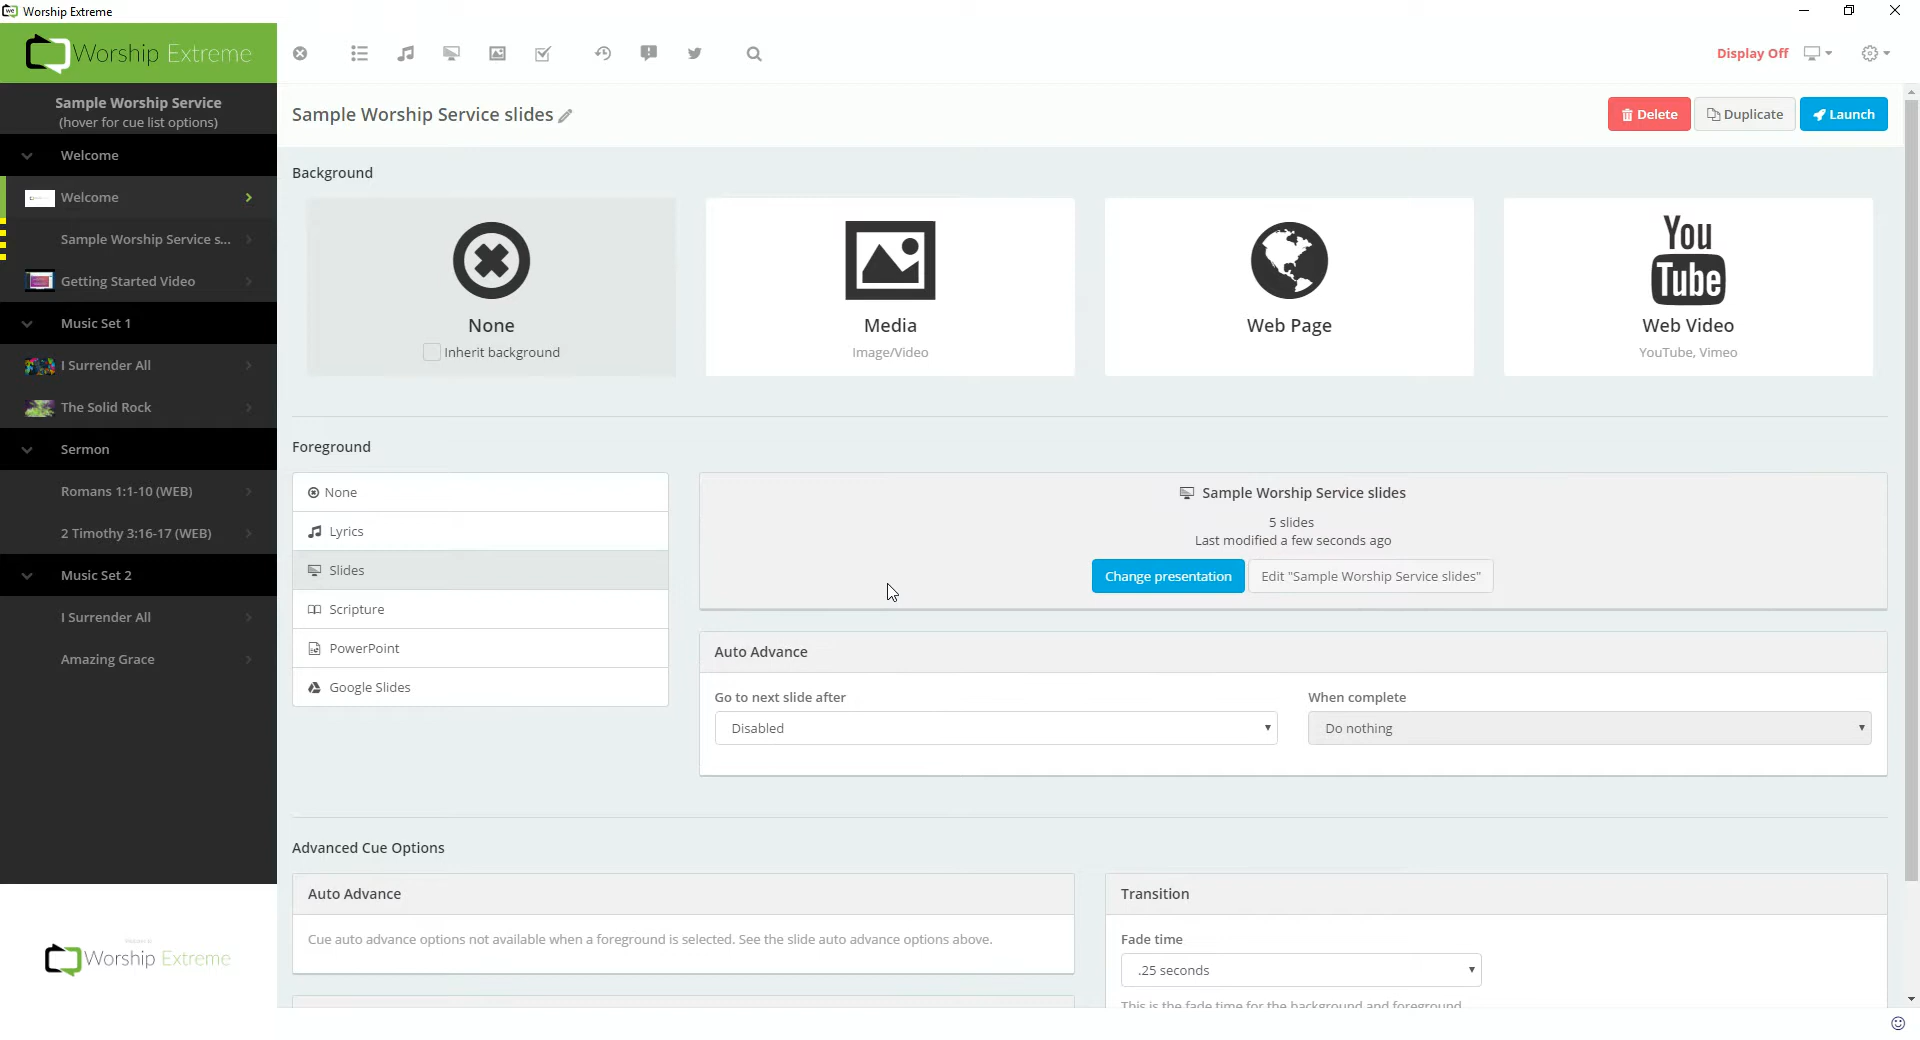 Worship Extreme
Worship Extreme
Display Off
Sample Worship Service
(hover for cue list options)
Welcome
Welcome
Sample Worship Service s...
Getting Started Video
Music Set 1
I Surrender All
The Solid Rock
Sermon
Romans 1:1-10 (WEB)
2 Timothy 3:16-17 (WEB)
Music Set 2
I Surrender All
Amazing Grace
Worship Extreme
Sample Worship Service slides
Delete
Duplicate
Launch
Background
None
Inherit background
Media
Image/Video
Web Page
You
Tube
Web Video
YouTube, Vimeo
Foreground
None
Lyrics
Slides
Scripture
PowerPoint
Google Slides
Sample Worship Service slides
5 slides
Last modified a few seconds ago
Change presentation
Edit "Sample Worship Service slides"
Auto Advance
Go to next slide after
Disabled
When complete
Do nothing
Advanced Cue Options
Auto Advance
Cue auto advance options not available when a foreground is selected. See the slide auto advance options above.
Transition
Fade time
.25 seconds
This is the fade time for the background and foreground